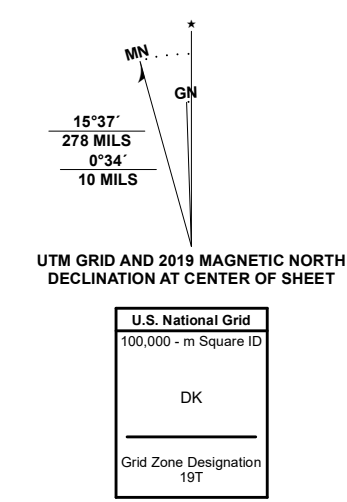 ★
MN
GN
15°37´
278 MILS
0°34´
10 MILS
UTM GRID AND 2019 MAGNETIC NORTH
DECLINATION AT CENTER OF SHEET
U.S. National Grid
100,000 - m Square ID
DK
Grid Zone Designation
19T